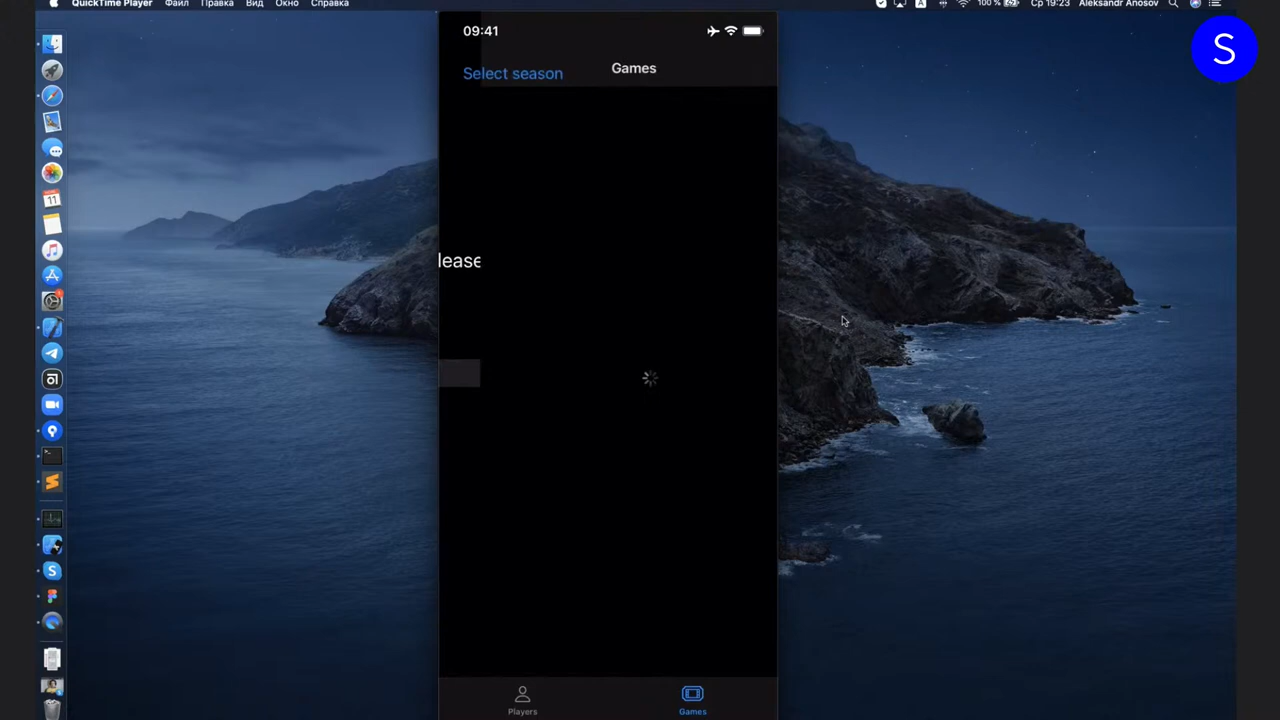 QuickTime Player Файл Правка Вид Окно Справка
A 100 % Ср 19:23 Aleksandr Anosov
S
09:41
Select season Games
11
lease
Players Games